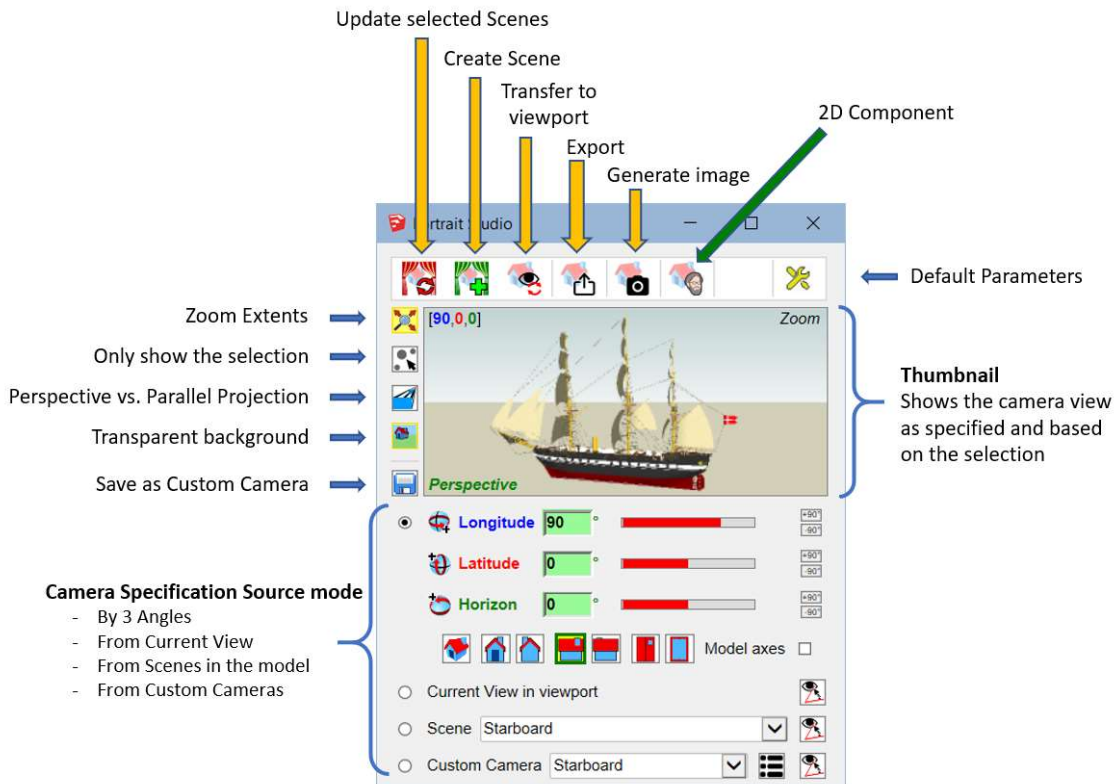 Update selected Scenes
Create Scene
Transfer to
viewport
Export
Generate image
2D Component
Portrait Studio
Default Parameters
Zoom Extents
Only show the selection
Perspective vs. Parallel Projection
Transparent background
Save as Custom Camera
[90,0,0]
Zoom
Perspective
Thumbnail
Shows the camera view
as specified and based
on the selection
Longitude 90 °
+90°
-90°
Latitude 0 °
+90°
-90°
Horizon 0 °
+90°
-90°
Model axes
Camera Specification Source mode
- By 3 Angles
- From Current View
- From Scenes in the model
- From Custom Cameras
Current View in viewport
Scene Starboard
Custom Camera Starboard